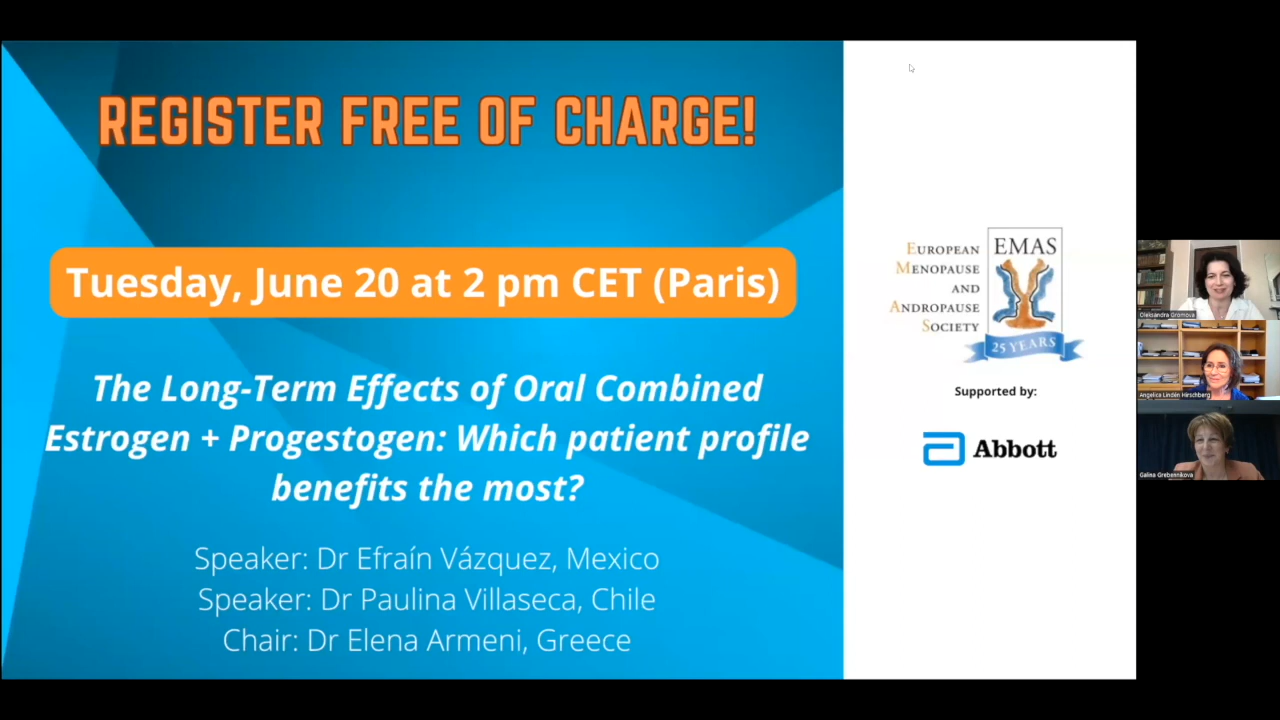 REGISTER FREE OF CHARGE!
Tuesday, June 20 at 2 pm CET (Paris)
The Long-Term Effects of Oral Combined
Estrogen + Progestogen: Which patient profile
benefits the most?
Speaker: Dr Efraín Vázquez, Mexico
Speaker: Dr Paulina Villaseca, Chile
Chair: Dr Elena Armeni, Greece
EUROPEAN
MENOPAUSE
AND
ANDROPAUSE
SOCIETY
EMAS
25 YEARS
Supported by:
Abbott
Oleksandra Gromova
Angelica Lindén Hirschberg
Galina Grebennikova